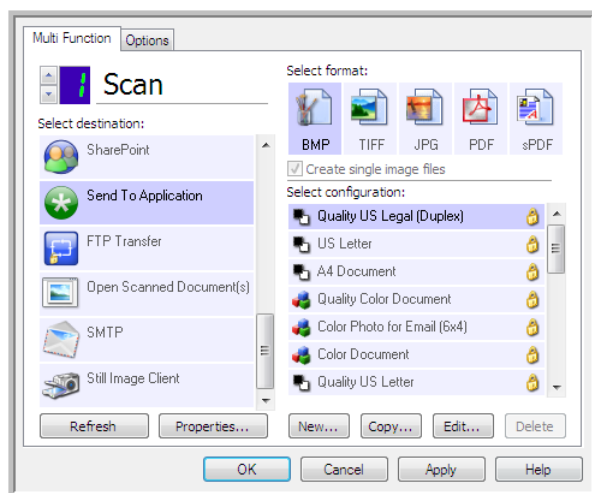 Multi Function
Options
1 Scan
Select destination:
SharePoint
Send To Application
FTP Transfer
Open Scanned Document(s)
SMTP
Still Image Client
Refresh
Properties...
Select format:
BMP TIFF JPG PDF sPDF
Create single image files
Select configuration:
Quality US Legal (Duplex)
US Letter
A4 Document
Quality Color Document
Color Photo for Email (6x4)
Color Document
Quality US Letter
New... Copy... Edit... Delete
OK Cancel Apply Help